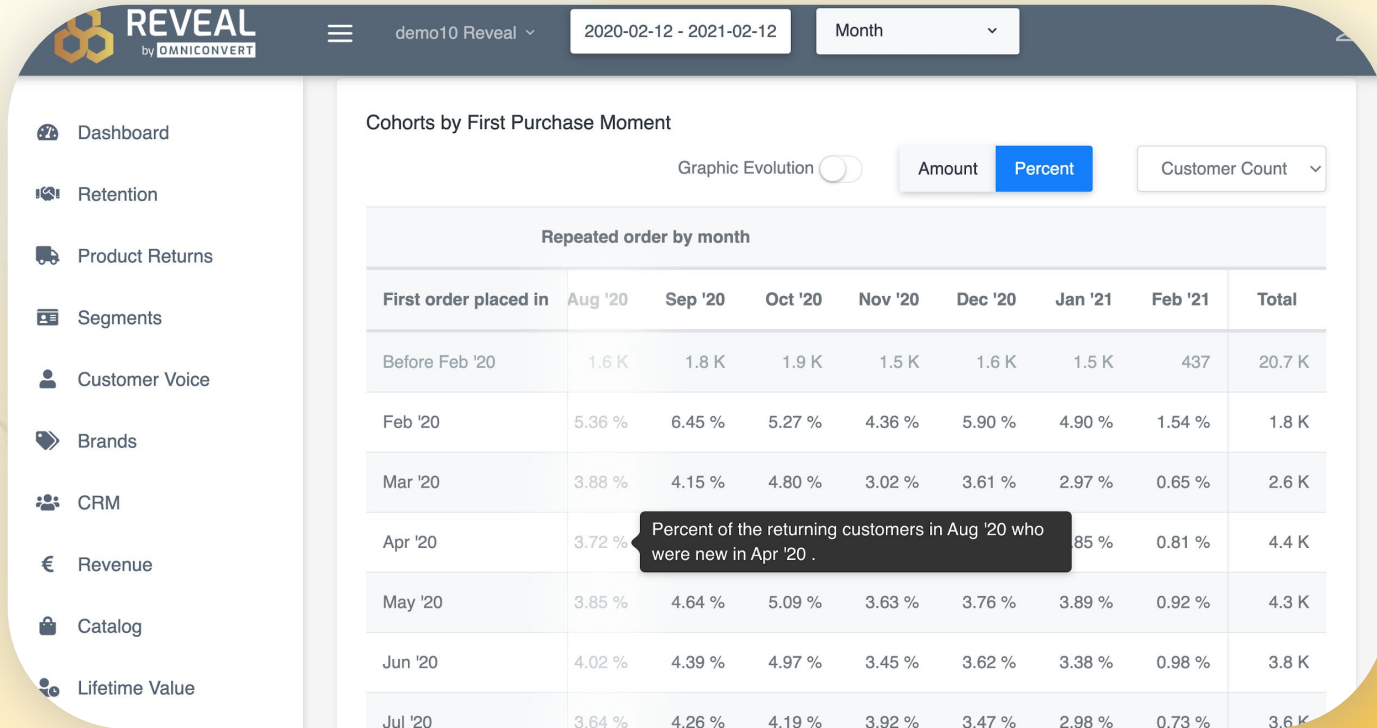 REVEAL
by OMNICONVERT
demo10 Reveal
2020-02-12 - 2021-02-12
Month
Dashboard
Retention
Product Returns
Segments
Customer Voice
Brands
CRM
Revenue
Catalog
Lifetime Value
Cohorts by First Purchase Moment
Graphic Evolution
Amount
Percent
Customer Count
Repeated order by month
First order placed in Aug '20 Sep '20 Oct '20 Nov '20 Dec '20 Jan '21 Feb '21 Total
Before Feb '20 1.6 K 1.8 K 1.9 K 1.5 K 1.6 K 1.5 K 437 20.7 K
Feb '20 5.36 % 6.45 % 5.27 % 4.36 % 5.90 % 4.90 % 1.54 % 1.8 K
Mar '20 3.88 % 4.15 % 4.80 % 3.02 % 3.61 % 2.97 % 0.65 % 2.6 K
Apr '20 3.72 % 85 % 0.81 % 4.4 K
Percent of the returning customers in Aug '20 who
were new in Apr '20 .
May '20 3.85 % 4.64 % 5.09 % 3.63 % 3.76 % 3.89 % 0.92 % 4.3 K
Jun '20 4.02 % 4.39 % 4.97 % 3.45 % 3.62 % 3.38 % 0.98 % 3.8 K
Jul '20 3.64 % 4.26 % 4.19 % 3.92 % 3.47 % 2.98 % 0.73 % 3.6 K